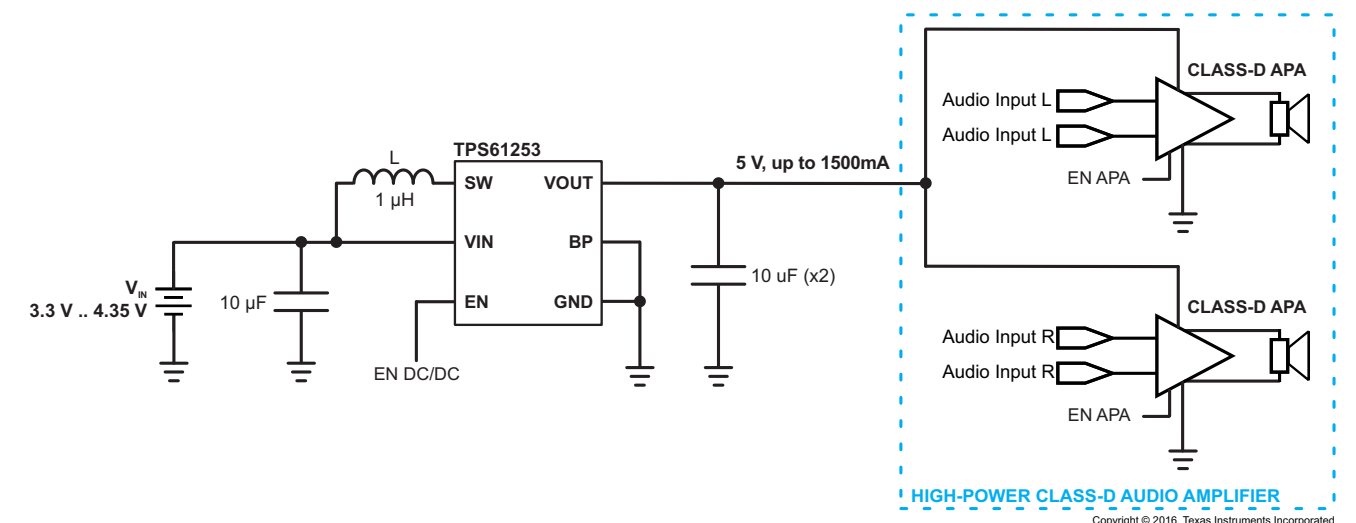 CLASS-D APA
Audio Input L
Audio Input L
EN APA
TPS61253
L
1 µH
SW
VOUT
VIN
BP
EN
GND
5 V, up to 1500mA
VIN
3.3 V .. 4.35 V
10 µF
10 uF (x2)
EN DC/DC
CLASS-D APA
Audio Input R
Audio Input R
EN APA
HIGH-POWER CLASS-D AUDIO AMPLIFIER
Copyright © 2016, Texas Instruments Incorporated